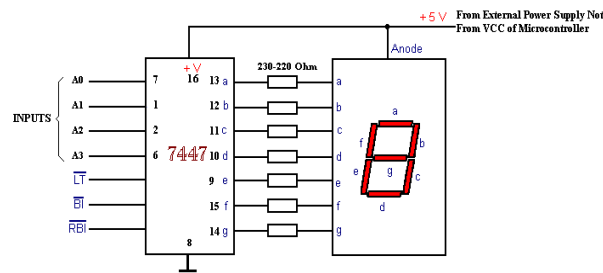 +5 V From External Power Supply Not
From VCC of Microcontroller
Anode
+V
16
230-220 Ohm
A0 7 13 a a
A1 1 12 b b
INPUTS
A2 2 11 c c
A3 6 7447 10 d d
LT 9 e e
BI 15 f f
RBI 14 g g
8
a
f b
g
e c
d